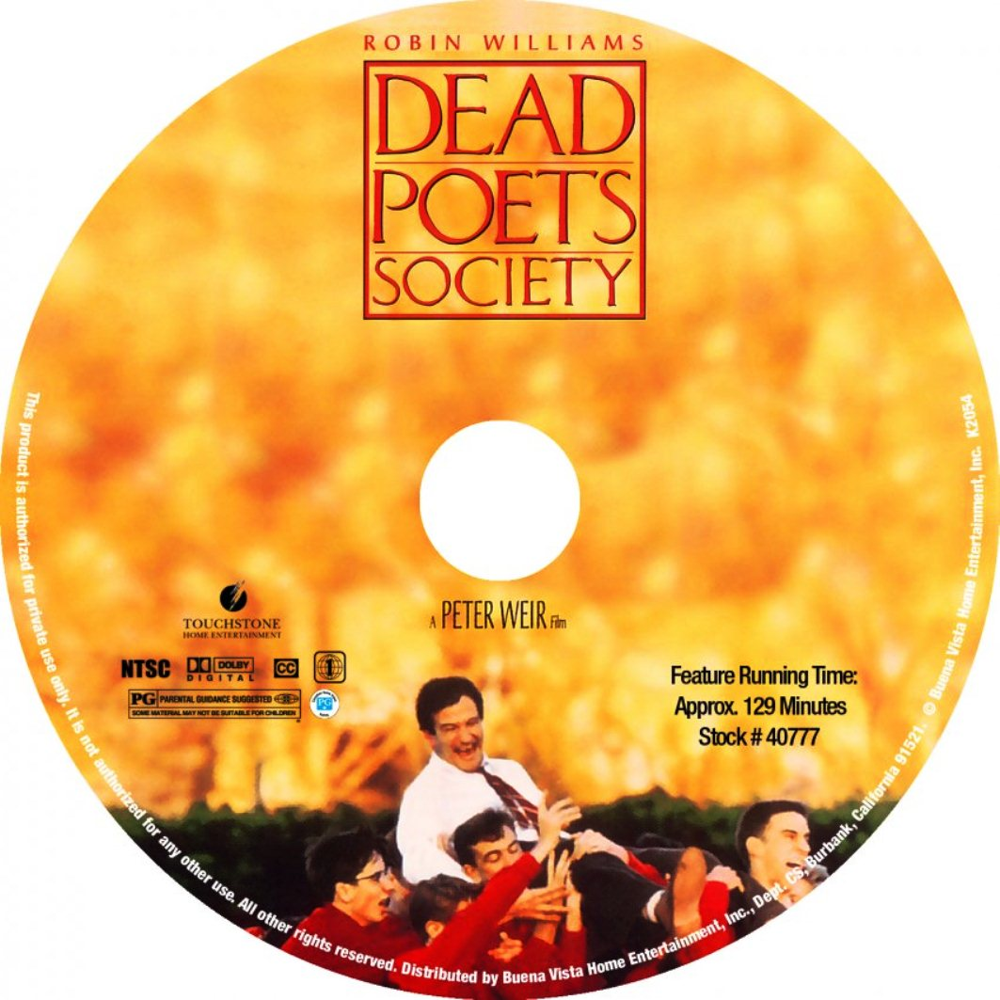 ROBIN WILLIAMS
DEAD
POETS
SOCIETY
A PETER WEIR Film
TOUCHSTONE
HOME ENTERTAINMENT
NTSC DOLBY CC 1
DIGITAL
PG PARENTAL GUIDANCE SUGGESTED
SOME MATERIAL MAY NOT BE SUITABLE FOR CHILDREN
PG
Feature Running Time:
Approx. 129 Minutes
Stock # 40777
This product is authorized for private use only. It is not authorized for any other use. All other rights reserved. Distributed by Buena Vista Home Entertainment, Inc., Dept. CS, Burbank, California 91521. © Buena Vista Home Entertainment, Inc. K2054